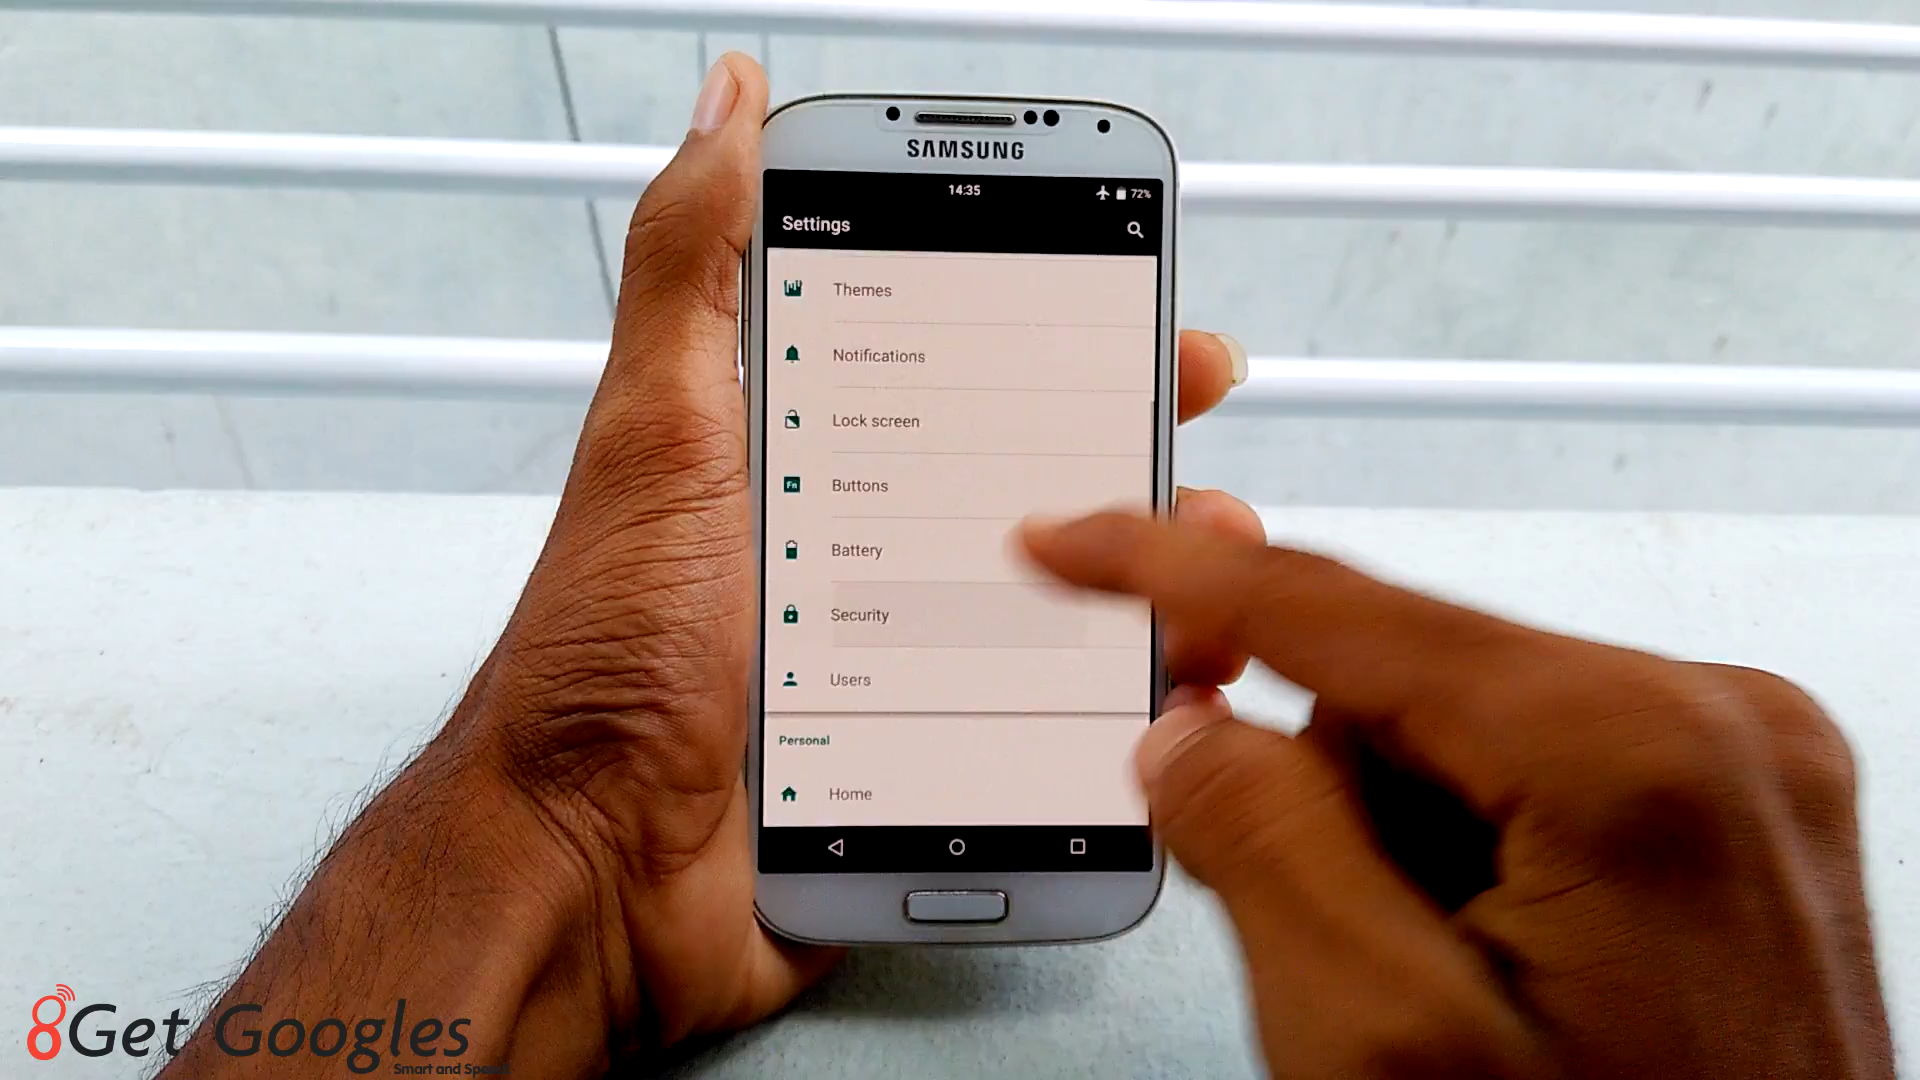 SAMSUNG
14:35
72%
Settings
Themes
Notifications
Lock screen
Fn
Buttons
Battery
Security
Users
Personal
Home
8Get Googles
Smart and